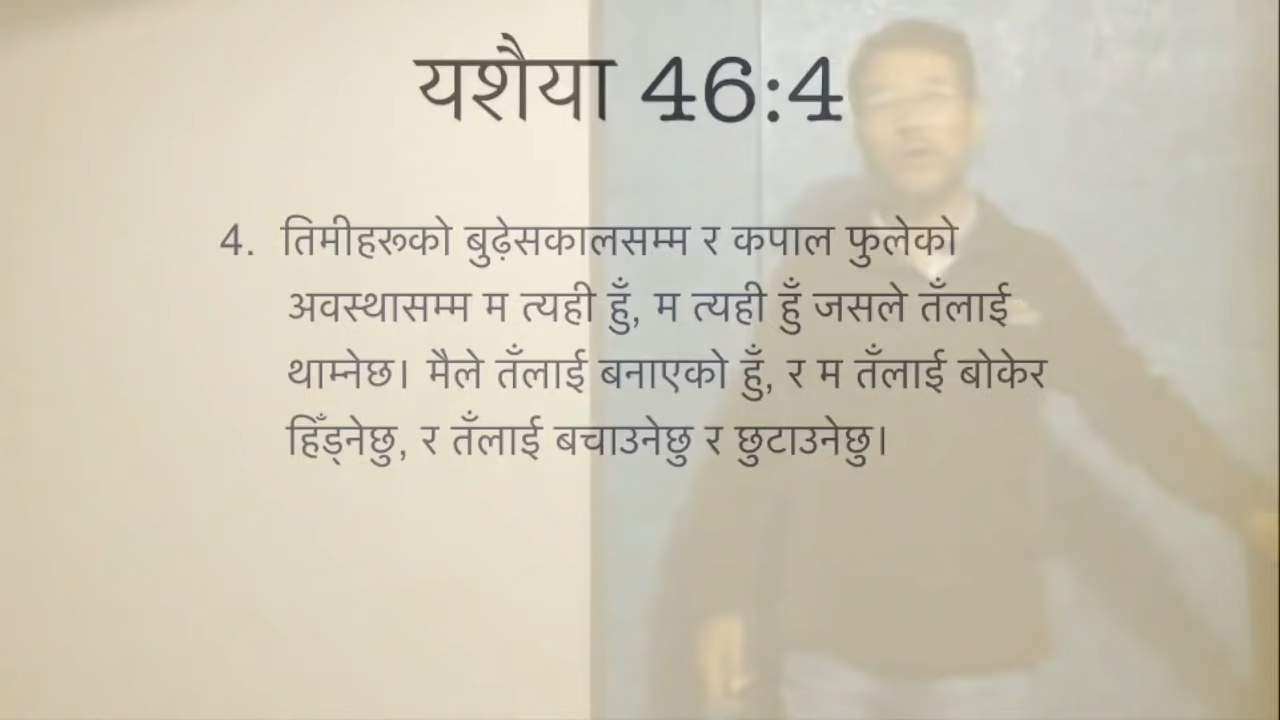 यशैया 46:4
4. तिमीहरूको बुढ़ेसकालसम्म र कपाल फुलेको
अवस्थासम्म म त्यही हुँ, म त्यही हुँ जसले तँलाई
थाम्नेछ। मैले तँलाई बनाएको हुँ, र म तँलाई बोकेर
हिँड्नेछु, र तँलाई बचाउनेछु र छुटाउनेछु।